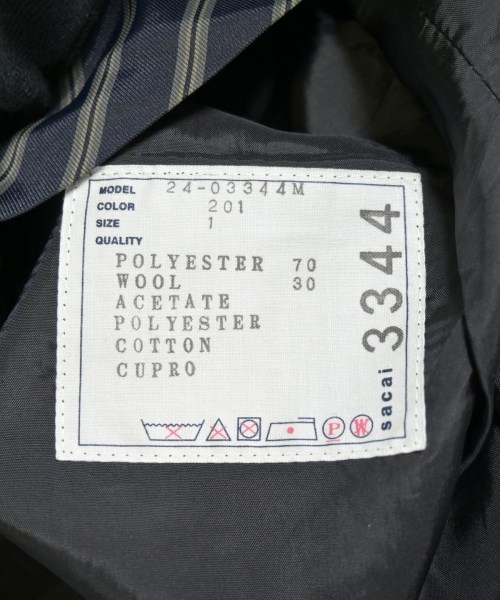 MODEL 24-03344M
COLOR 201
SIZE 1
QUALITY
POLYESTER 70
WOOL 30
ACETATE
POLYESTER
COTTON
CUPRO
P W
sacai 3344